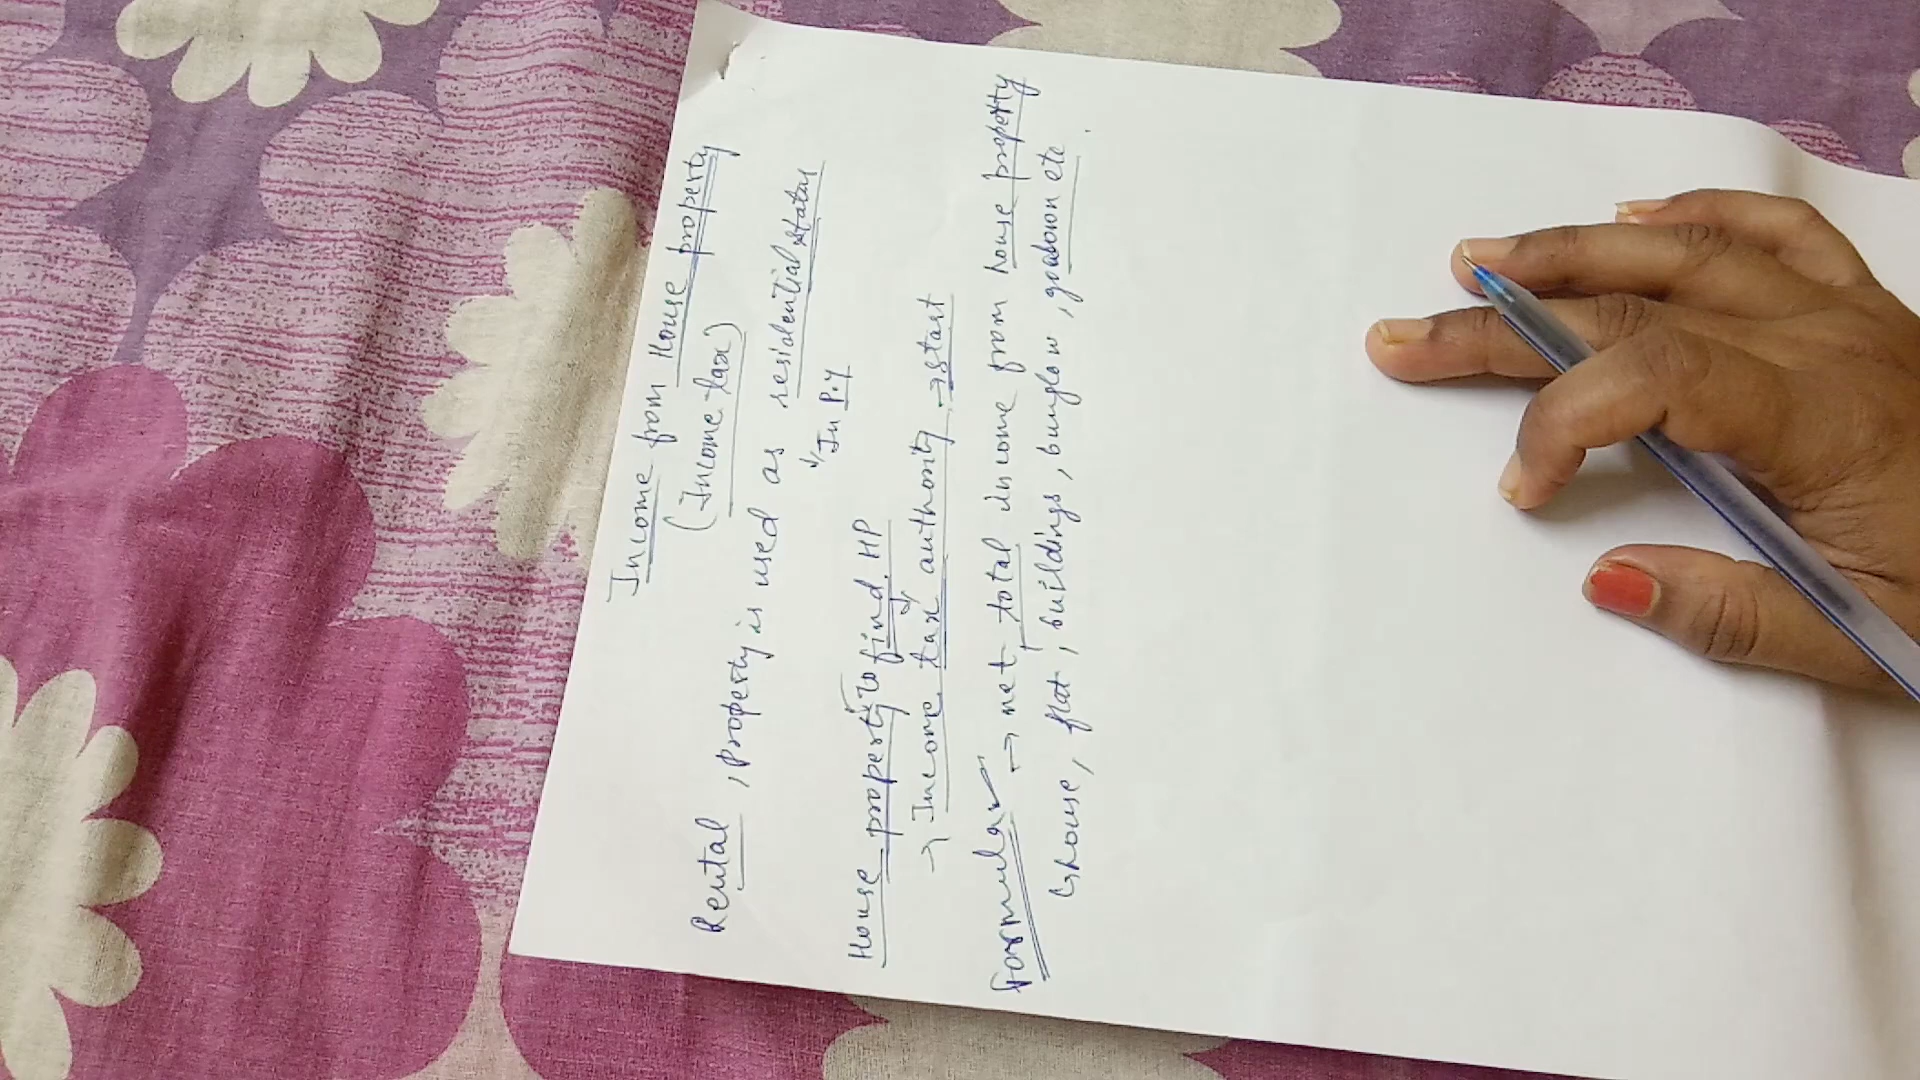 Income from House property
(Income tax)
Rental, property is used as residential status
In P.Y
House property to find HP
→ Income tax authority → start
Formula ✓ → net total income from house property
↳ house, flat, buildings, bunglow, godown etc